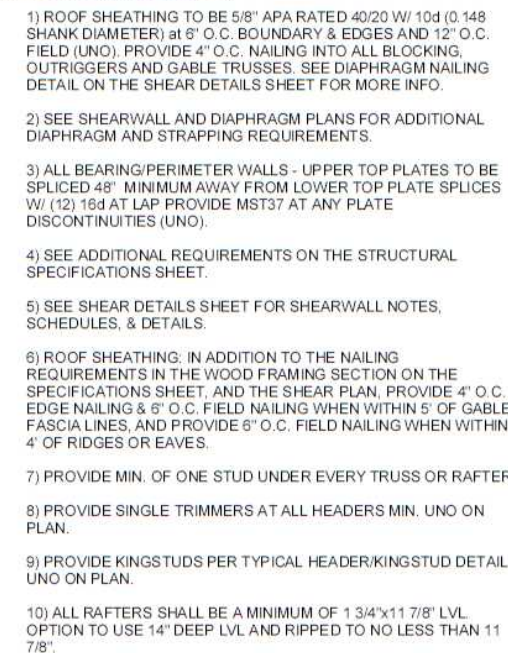 1) ROOF SHEATHING TO BE 5/8" APA RATED 40/20 W/ 10d (0.148
SHANK DIAMETER) at 6" O.C. BOUNDARY & EDGES AND 12" O.C.
FIELD (UNO). PROVIDE 4" O.C. NAILING INTO ALL BLOCKING,
OUTRIGGERS AND GABLE TRUSSES. SEE DIAPHRAGM NAILING
DETAIL ON THE SHEAR DETAILS SHEET FOR MORE INFO.
2) SEE SHEARWALL AND DIAPHRAGM PLANS FOR ADDITIONAL
DIAPHRAGM AND STRAPPING REQUIREMENTS.
3) ALL BEARING/PERIMETER WALLS - UPPER TOP PLATES TO BE
SPLICED 48" MINIMUM AWAY FROM LOWER TOP PLATE SPLICES
W/ (12) 16d AT LAP PROVIDE MST37 AT ANY PLATE
DISCONTINUITIES (UNO).
4) SEE ADDITIONAL REQUIREMENTS ON THE STRUCTURAL
SPECIFICATIONS SHEET.
5) SEE SHEAR DETAILS SHEET FOR SHEARWALL NOTES,
SCHEDULES, & DETAILS.
6) ROOF SHEATHING: IN ADDITION TO THE NAILING
REQUIREMENTS IN THE WOOD FRAMING SECTION ON THE
SPECIFICATIONS SHEET, AND THE SHEAR PLAN, PROVIDE 4" O.C.
EDGE NAILING & 6" O.C. FIELD NAILING WHEN WITHIN 5' OF GABLE
FASCIA LINES, AND PROVIDE 6" O.C. FIELD NAILING WHEN WITHIN
4' OF RIDGES OR EAVES.
7) PROVIDE MIN. OF ONE STUD UNDER EVERY TRUSS OR RAFTER
8) PROVIDE SINGLE TRIMMERS AT ALL HEADERS MIN. UNO ON
PLAN.
9) PROVIDE KINGSTUDS PER TYPICAL HEADER/KINGSTUD DETAIL
UNO ON PLAN.
10) ALL RAFTERS SHALL BE A MINIMUM OF 1 3/4"x11 7/8" LVL.
OPTION TO USE 14" DEEP LVL AND RIPPED TO NO LESS THAN 11
7/8".